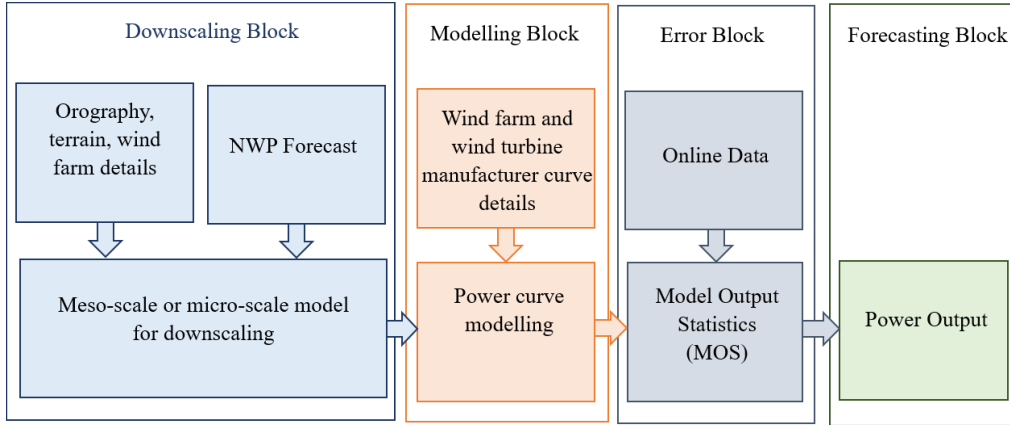 Downscaling Block
Orography,
terrain, wind
farm details
NWP Forecast
Meso-scale or micro-scale model
for downscaling
Modelling Block
Wind farm and
wind turbine
manufacturer curve
details
Power curve
modelling
Error Block
Online Data
Model Output
Statistics
(MOS)
Forecasting Block
Power Output